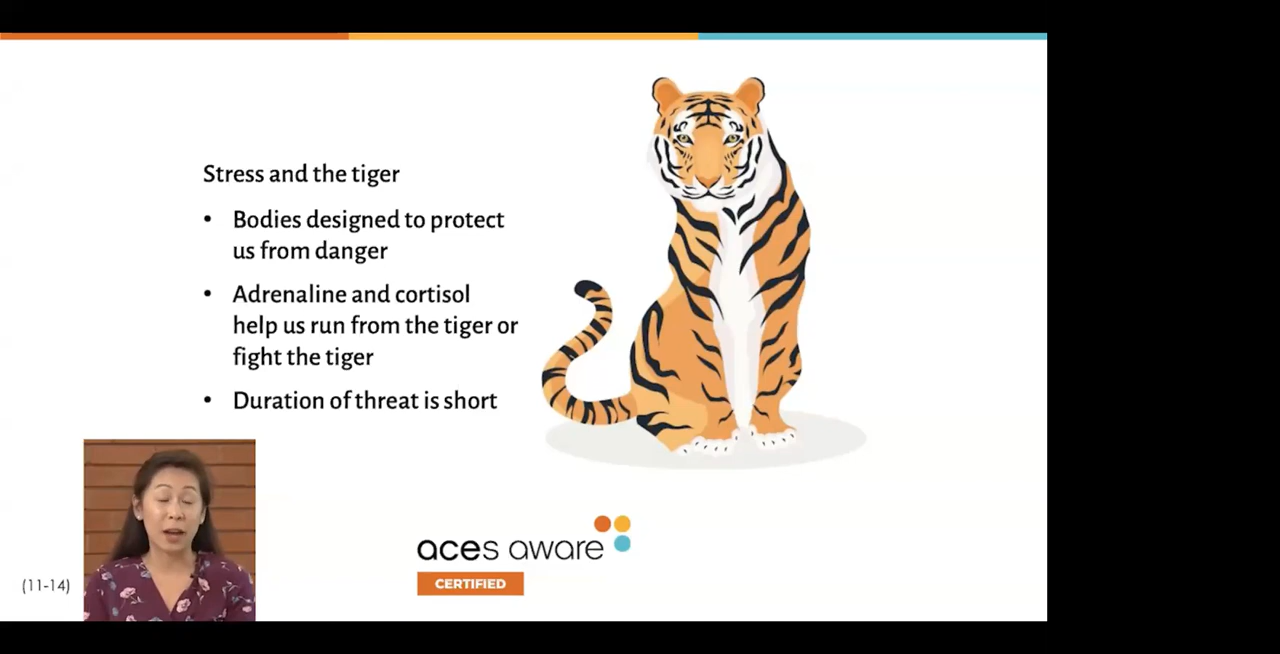 Stress and the tiger
• Bodies designed to protect
us from danger
• Adrenaline and cortisol
help us run from the tiger or
fight the tiger
• Duration of threat is short
aces aware
CERTIFIED
(11-14)